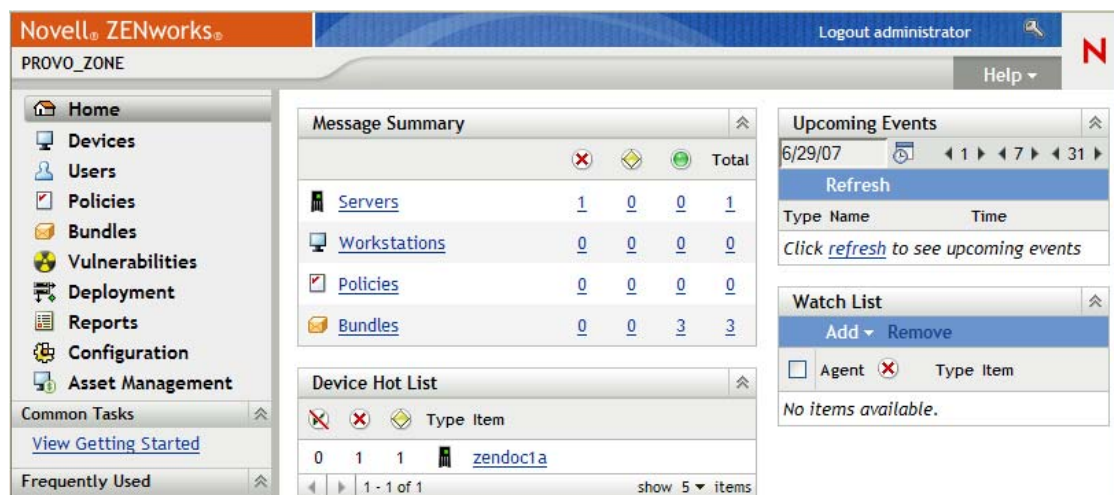 Novell® ZENworks®
Logout administrator
N
PROVO_ZONE
Help
Home
Devices
Users
Policies
Bundles
Vulnerabilities
Deployment
Reports
Configuration
Asset Management
Common Tasks
View Getting Started
Frequently Used
Message Summary
Total
Servers 1 0 0 1
Workstations 0 0 0 0
Policies 0 0 0 0
Bundles 0 0 3 3
Device Hot List
Type Item
0 1 1 zendoc1a
1 - 1 of 1 show 5 items
Upcoming Events
6/29/07 1 7 31
Refresh
Type Name Time
Click refresh to see upcoming events
Watch List
Add Remove
Agent Type Item
No items available.